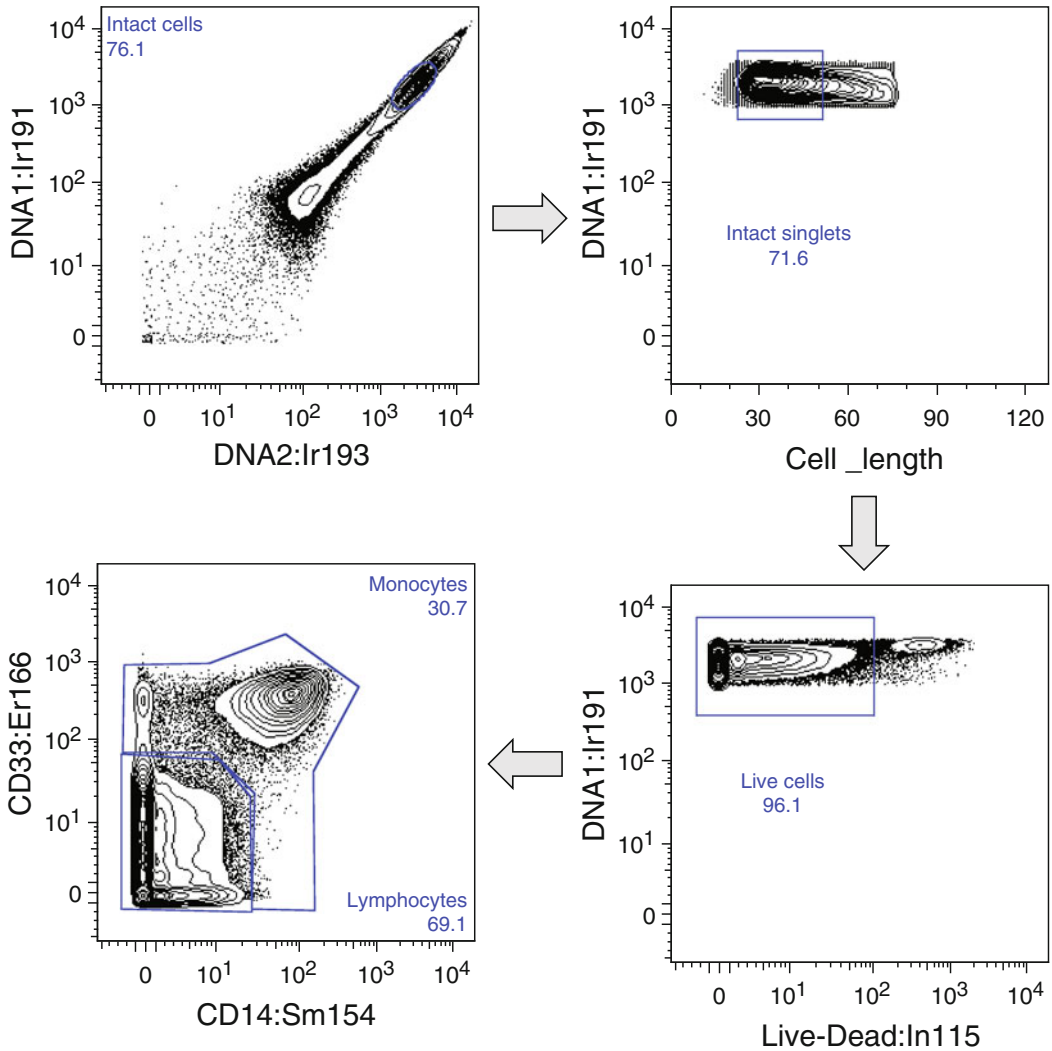 Intact cells
76.1
10^4
10^3
10^2
10^1
0
DNA1:Ir191
0 10^1 10^2 10^3 10^4
DNA2:Ir193
10^4
10^3
10^2
10^1
0
DNA1:Ir191
Intact singlets
71.6
0 30 60 90 120
Cell _length
10^4
10^3
10^2
10^1
0
DNA1:Ir191
Live cells
96.1
0 10^1 10^2 10^3 10^4
Live-Dead:In115
Monocytes
30.7
10^4
10^3
10^2
10^1
0
CD33:Er166
Lymphocytes
69.1
0 10^1 10^2 10^3 10^4
CD14:Sm154